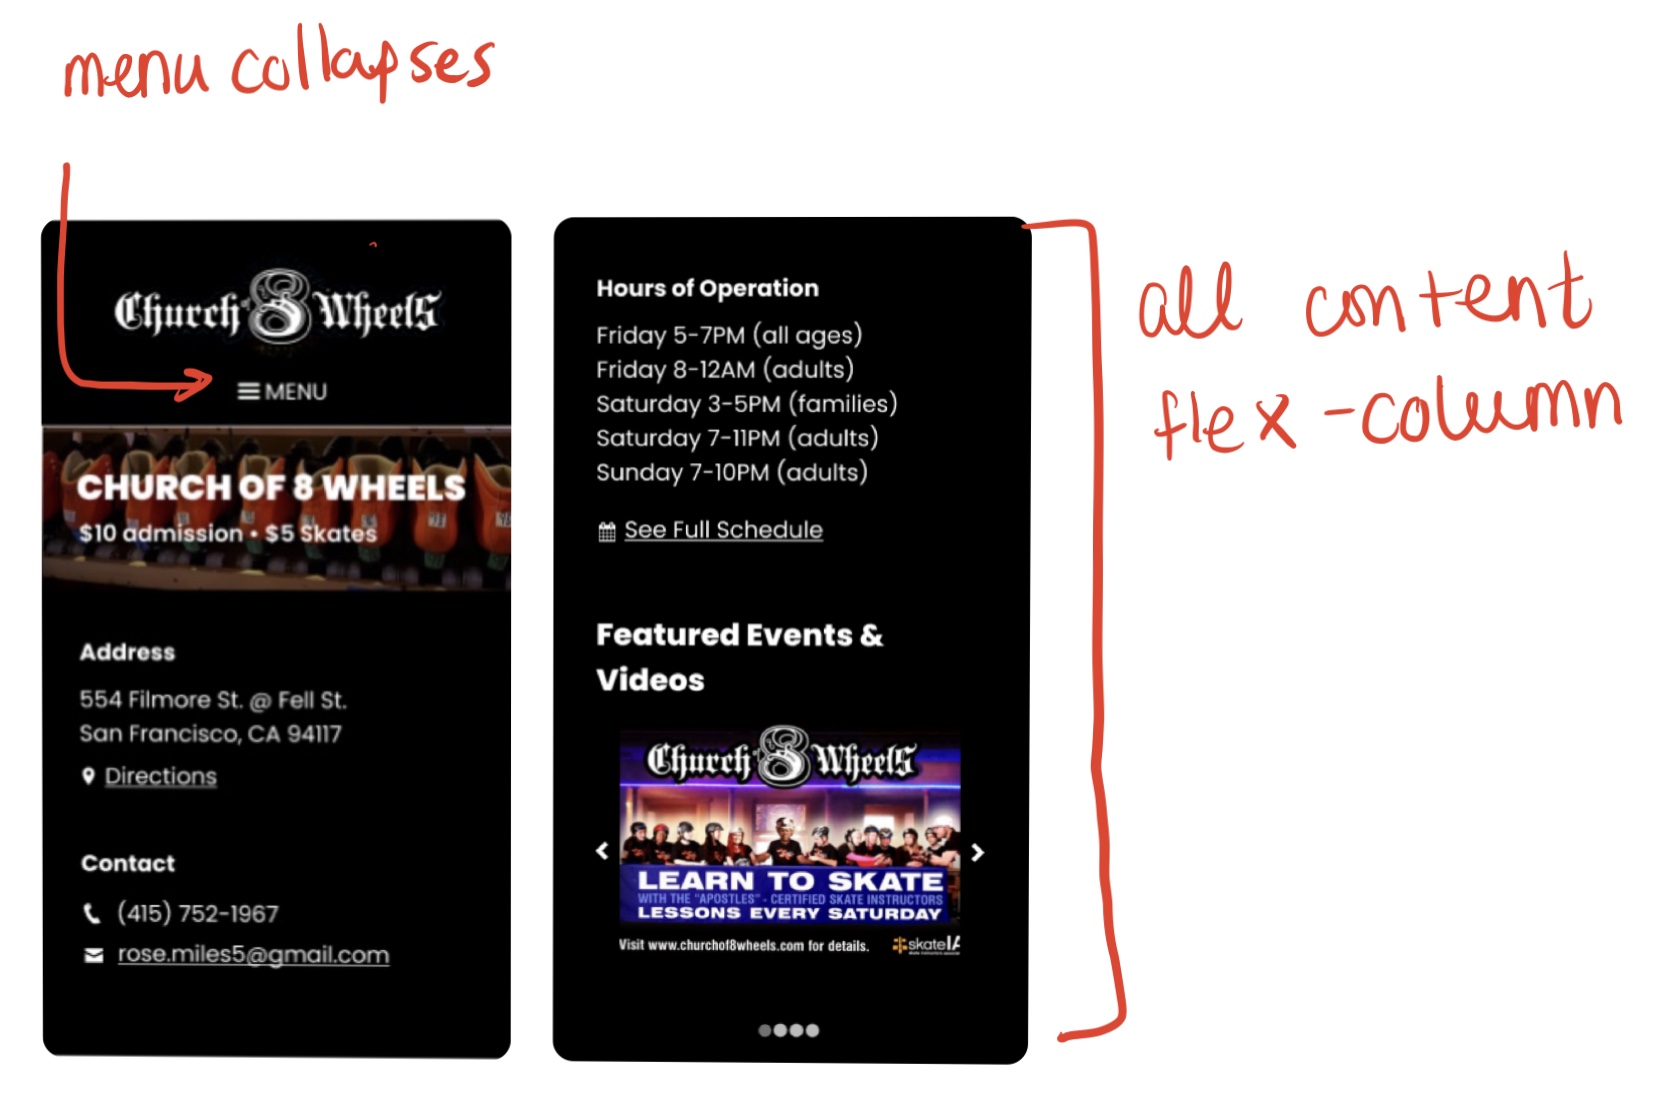 menu collapses
Church of 8 Wheels
MENU
CHURCH OF 8 WHEELS
$10 admission • $5 Skates
Address
554 Filmore St. @ Fell St.
San Francisco, CA 94117
Directions
Contact
(415) 752-1967
rose.miles5@gmail.com
Hours of Operation
Friday 5-7PM (all ages)
Friday 8-12AM (adults)
Saturday 3-5PM (families)
Saturday 7-11PM (adults)
Sunday 7-10PM (adults)
See Full Schedule
Featured Events &
Videos
Church of 8 Wheels
LEARN TO SKATE
WITH THE "APOSTLES" - CERTIFIED SKATE INSTRUCTORS
LESSONS EVERY SATURDAY
Visit www.churchof8wheels.com for details.
skateIA
all content
flex-column